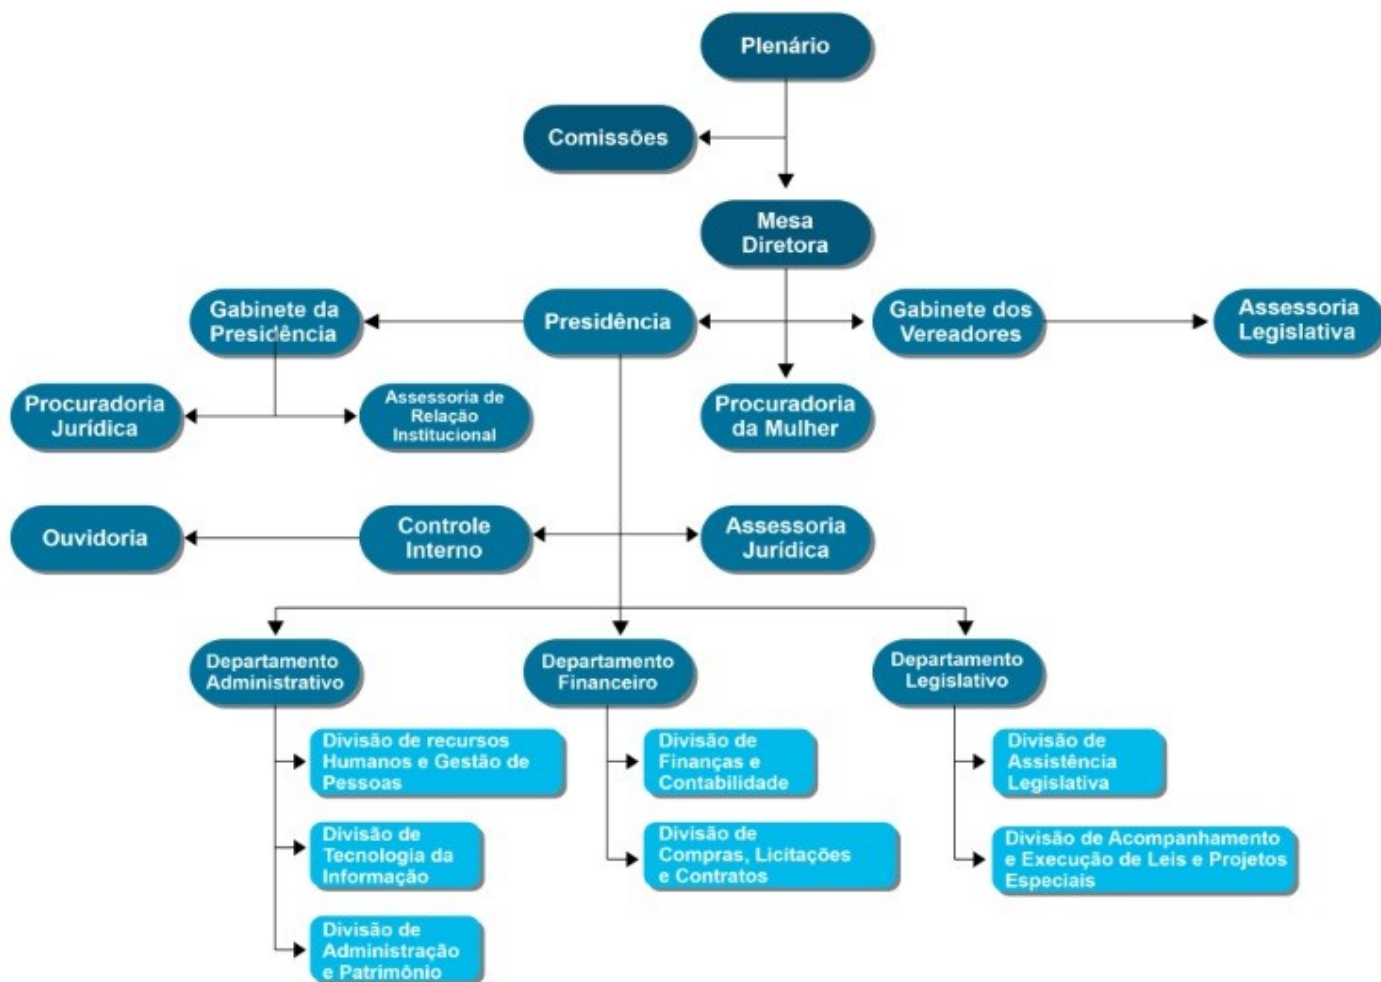 Plenário
Comissões
Mesa
Diretora
Gabinete da
Presidência
Presidência
Gabinete dos
Vereadores
Assessoria
Legislativa
Procuradoria
Jurídica
Assessoria de
Relação
Institucional
Procuradoria
da Mulher
Ouvidoria
Controle
Interno
Assessoria
Jurídica
Departamento
Administrativo
Departamento
Financeiro
Departamento
Legislativo
Divisão de recursos
Humanos e Gestão de
Pessoas
Divisão de
Finanças e
Contabilidade
Divisão de
Assistência
Legislativa
Divisão de
Tecnologia da
Informação
Divisão de
Compras, Licitações
e Contratos
Divisão de Acompanhamento
e Execução de Leis e Projetos
Especiais
Divisão de
Administração
e Patrimônio